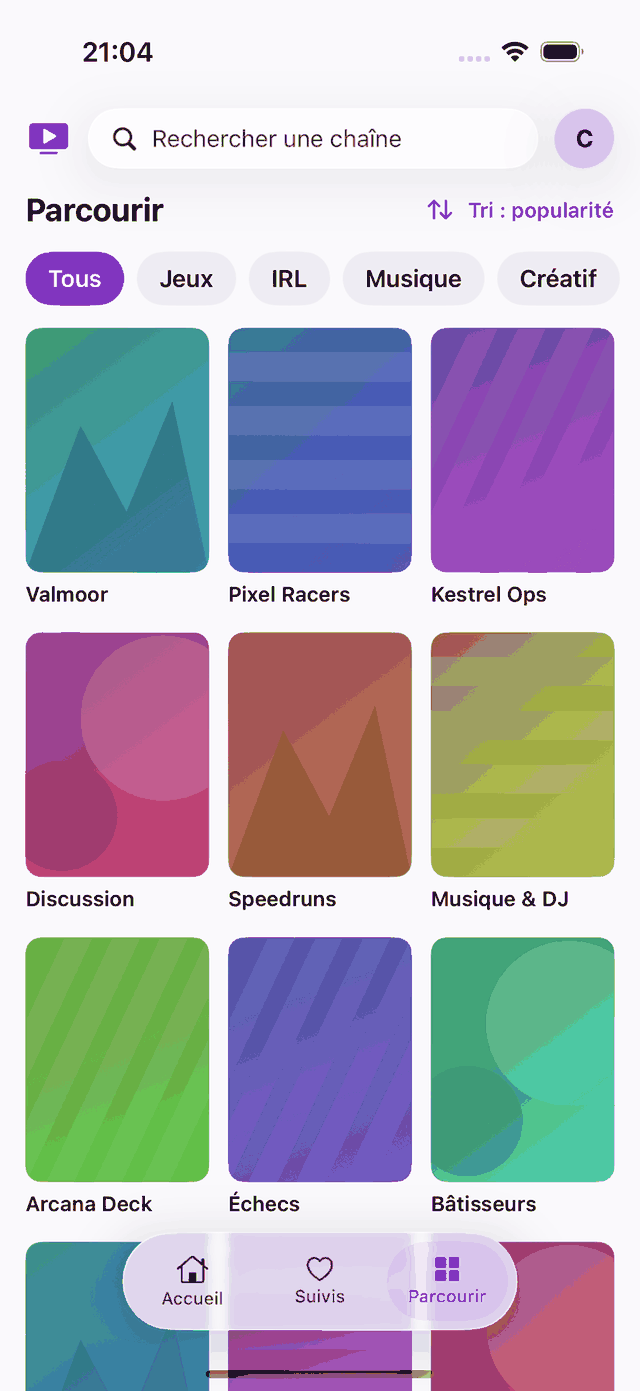 21:04
Rechercher une chaîne
C
Parcourir
Tri : popularité
Tous
Jeux
IRL
Musique
Créatif
Valmoor
Pixel Racers
Kestrel Ops
Discussion
Speedruns
Musique & DJ
Arcana Deck
Échecs
Bâtisseurs
Accueil
Suivis
Parcourir